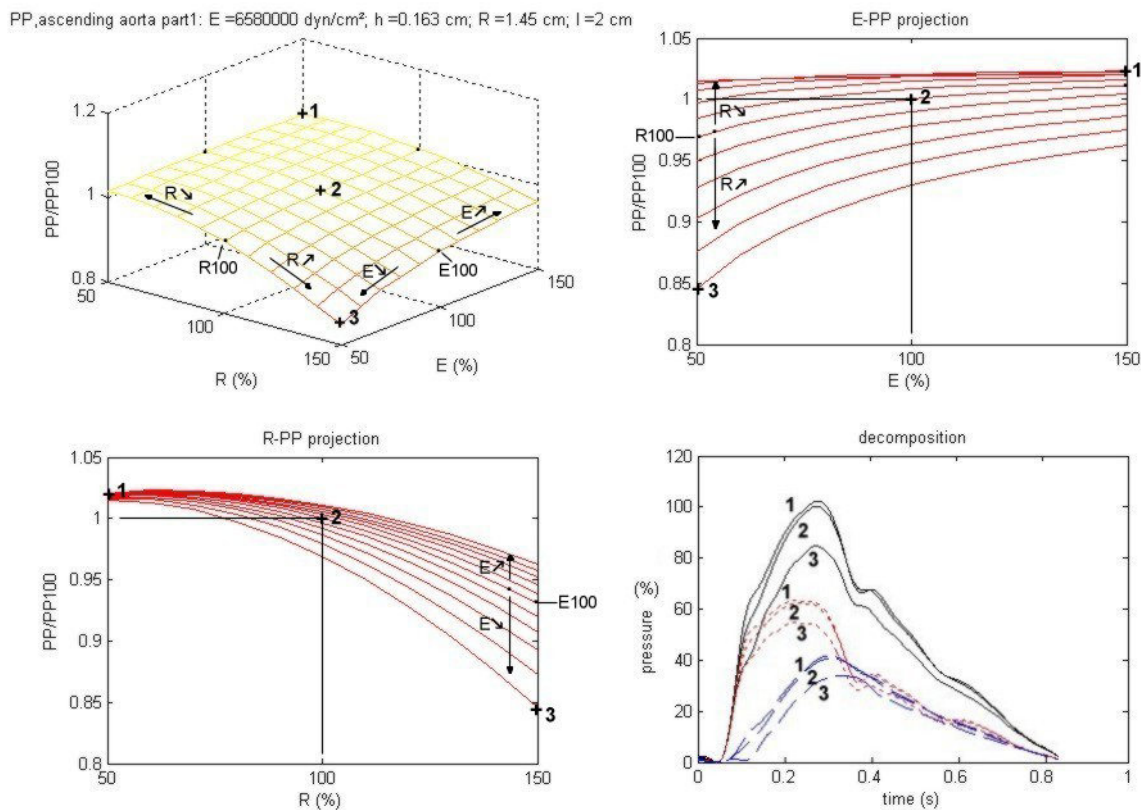 PP,ascending aorta part1: E =6580000 dyn/cm²; h =0.163 cm; R =1.45 cm; l =2 cm
1.2
1
0.8
PP/PP100
1
2
3
R↘
R↗
E↗
E↘
R100
E100
50
100
150
R (%)
50
100
150
E (%)
E-PP projection
1.05
1
0.95
0.9
0.85
0.8
PP/PP100
R100
R↘
R↗
1
2
3
50
100
150
E (%)
R-PP projection
1.05
1
0.95
0.9
0.85
0.8
PP/PP100
1
2
3
E↗
E↘
E100
50
100
150
R (%)
decomposition
120
100
80
60
40
20
0
(%)
pressure
1
2
3
1
2
3
1
2
3
0
0.2
0.4
0.6
0.8
1
time (s)